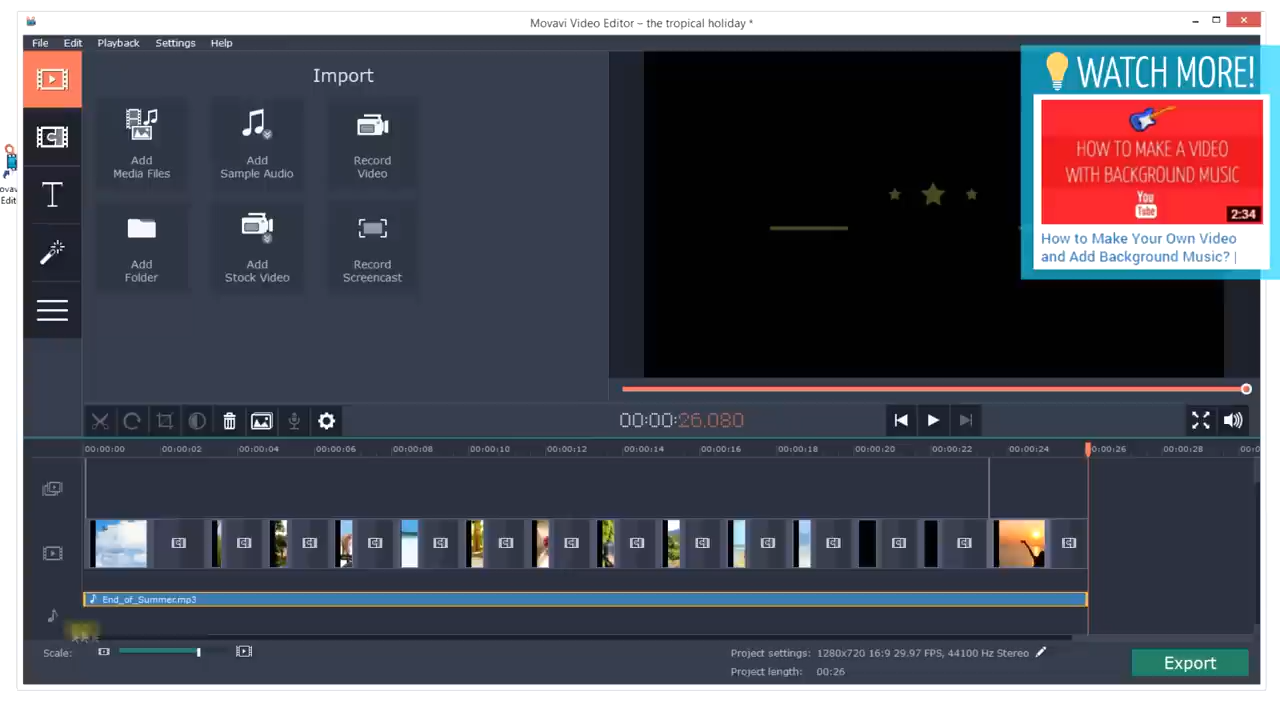 Movavi Video Editor – the tropical holiday *
File Edit Playback Settings Help
WATCH MORE!
Import
HOW TO MAKE A VIDEO
WITH BACKGROUND MUSIC
You
Tube
2:34
How to Make Your Own Video
and Add Background Music? |
Add
Media Files
Add
Sample Audio
Record
Video
Add
Folder
Add
Stock Video
Record
Screencast
T
Edit
00:00:26.080
00:00:00 00:00:02 00:00:04 00:00:06 00:00:08 00:00:10 00:00:12 00:00:14 00:00:16 00:00:18 00:00:20 00:00:22 00:00:24 00:00:26 00:00:28
End_of_Summer.mp3
Scale:
Project settings: 1280x720 16:9 29.97 FPS, 44100 Hz Stereo
Project length: 00:26
Export